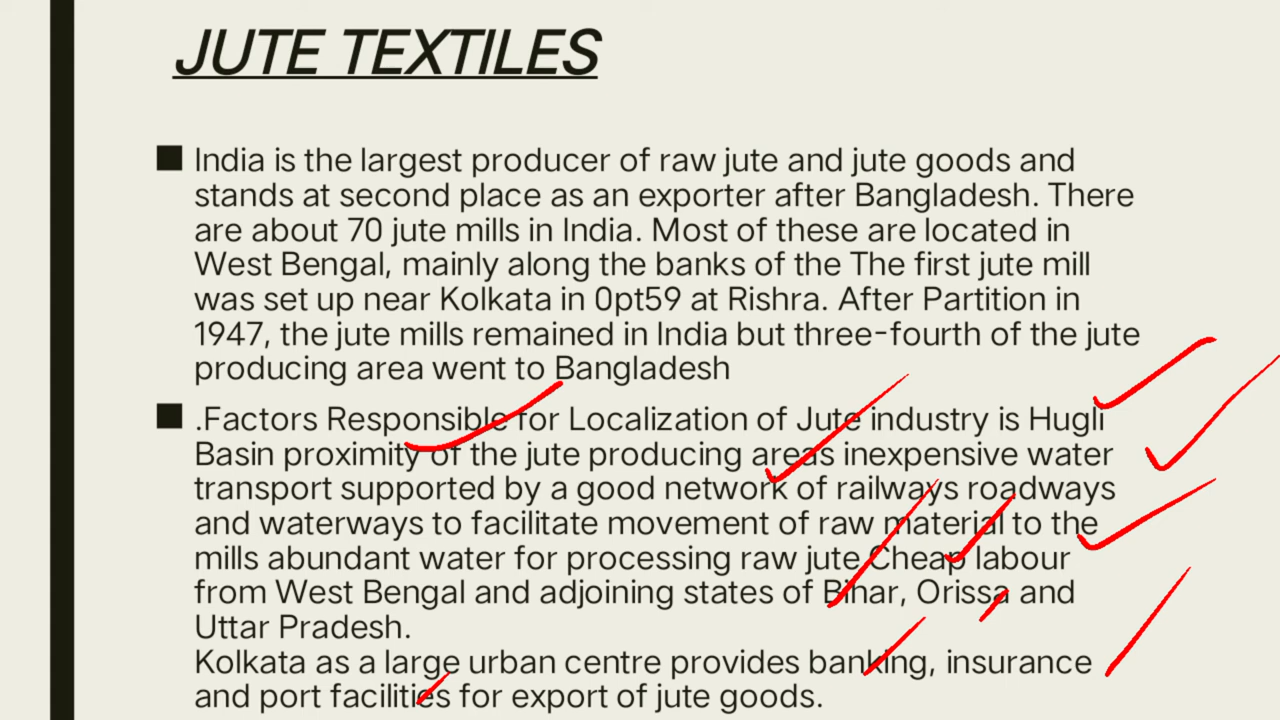 JUTE TEXTILES
■ India is the largest producer of raw jute and jute goods and
stands at second place as an exporter after Bangladesh. There
are about 70 jute mills in India. Most of these are located in
West Bengal, mainly along the banks of the The first jute mill
was set up near Kolkata in 0pt59 at Rishra. After Partition in
1947, the jute mills remained in India but three-fourth of the jute
producing area went to Bangladesh
■ .Factors Responsible for Localization of Jute industry is Hugli
Basin proximity of the jute producing areas inexpensive water
transport supported by a good network of railways roadways
and waterways to facilitate movement of raw material to the
mills abundant water for processing raw jute Cheap labour
from West Bengal and adjoining states of Bihar, Orissa and
Uttar Pradesh.
Kolkata as a large urban centre provides banking, insurance
and port facilities for export of jute goods.